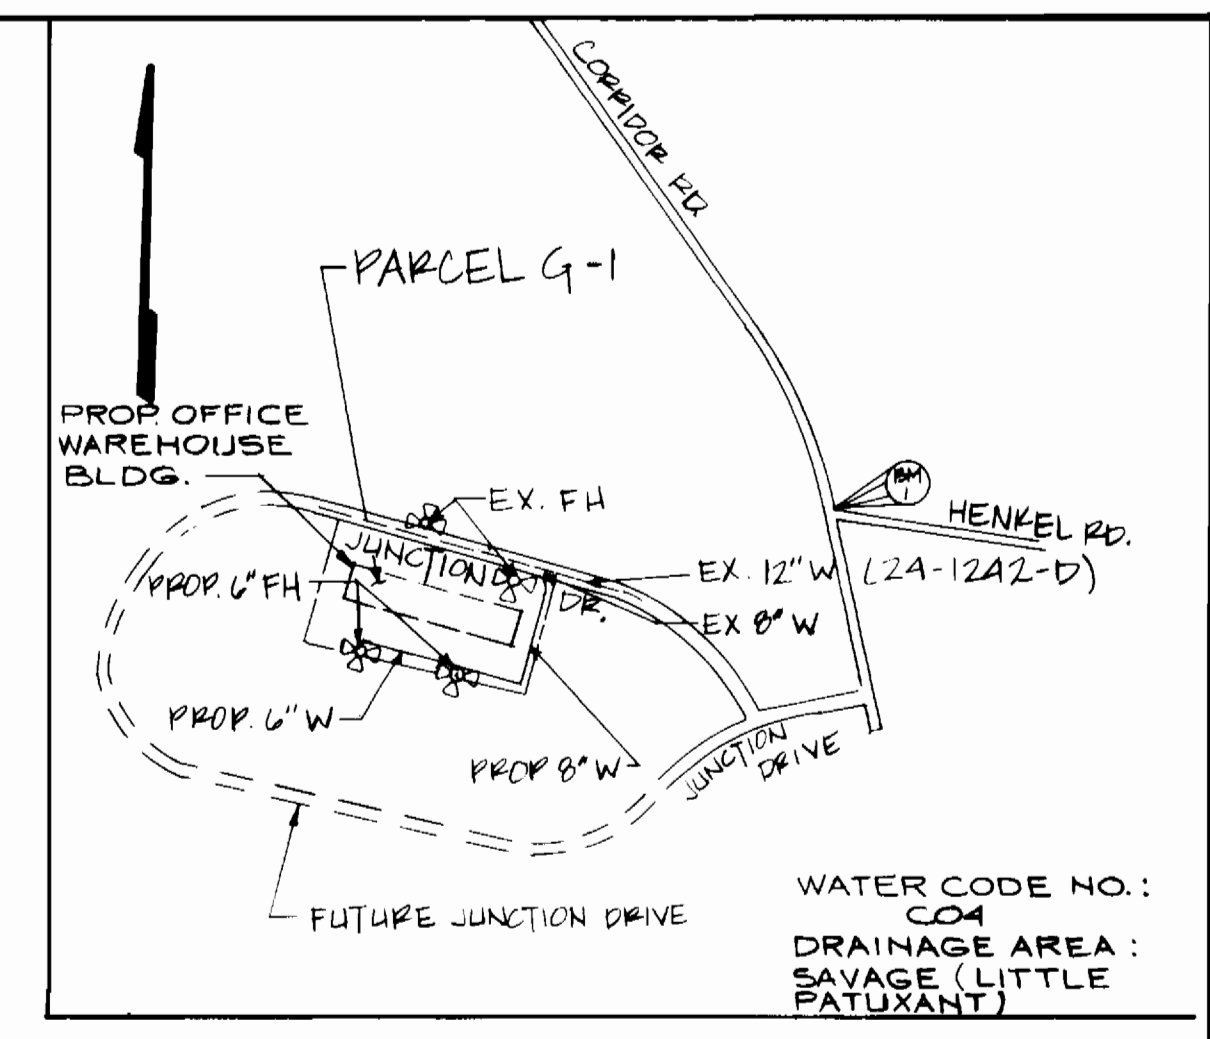 CORRIDOR RD
PARCEL G-1
PROP. OFFICE
WAREHOUSE
BLDG.
EX. FH
BM
1
HENKEL RD.
JUNCTION
DR.
PROP. 6" FH
EX. 12" W (24-1242-D)
EX 8" W
PROP. 6" W
PROP 8" W
JUNCTION
DRIVE
FUTURE JUNCTION DRIVE
WATER CODE NO.:
C04
DRAINAGE AREA:
SAVAGE (LITTLE
PATUXANT)